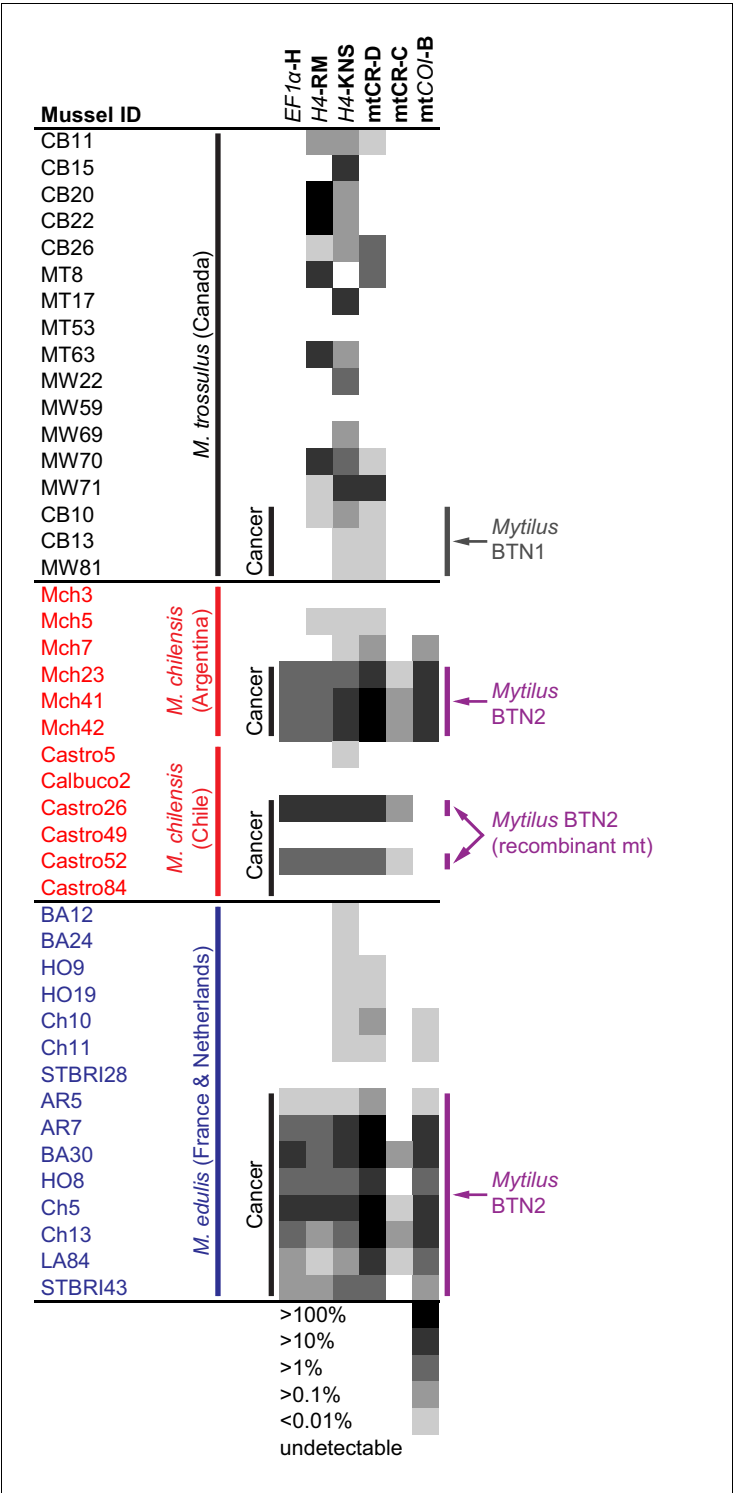 EF1α-H
H4-RM
H4-KNS
mtCR-D
mtCR-C
mtCOI-B
Mussel ID
CB11
CB15
CB20
CB22
CB26
MT8
MT17
MT53
MT63
MW22
MW59
MW69
MW70
MW71
CB10
CB13
MW81
M. trossulus (Canada)
Cancer
Mytilus
BTN1
Mch3
Mch5
Mch7
Mch23
Mch41
Mch42
M. chilensis
(Argentina)
Cancer
Mytilus
BTN2
Castro5
Calbuco2
Castro26
Castro49
Castro52
Castro84
M. chilensis
(Chile)
Cancer
Mytilus BTN2
(recombinant mt)
BA12
BA24
HO9
HO19
Ch10
Ch11
STBRI28
AR5
AR7
BA30
HO8
Ch5
Ch13
LA84
STBRI43
M. edulis (France & Netherlands)
Cancer
Mytilus
BTN2
>100%
>10%
>1%
>0.1%
<0.01%
undetectable